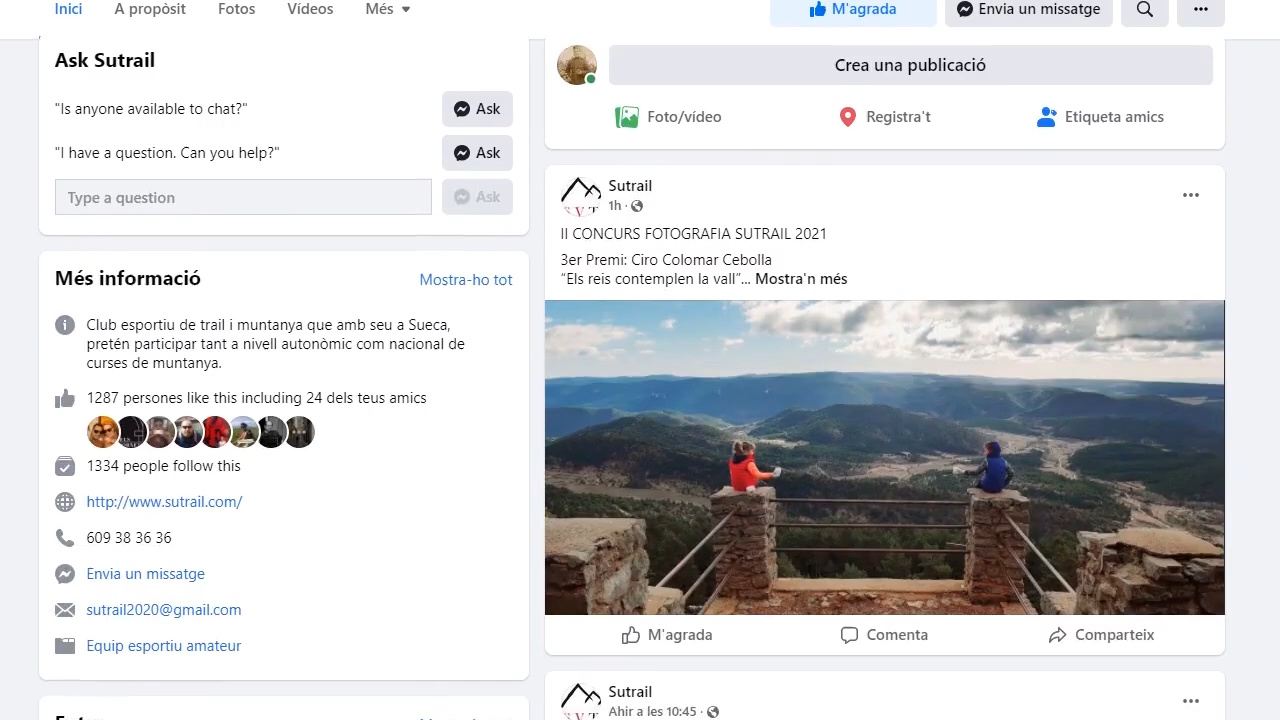 Inici
A propòsit
Fotos
Vídeos
Més
M'agrada
Envia un missatge
Ask Sutrail
"Is anyone available to chat?"
Ask
"I have a question. Can you help?"
Ask
Type a question
Ask
Més informació
Mostra-ho tot
Club esportiu de trail i muntanya que amb seu a Sueca,
pretén participar tant a nivell autonòmic com nacional de
curses de muntanya.
1287 persones like this including 24 dels teus amics
1334 people follow this
http://www.sutrail.com/
609 38 36 36
Envia un missatge
sutrail2020@gmail.com
Equip esportiu amateur
Crea una publicació
Foto/vídeo
Registra't
Etiqueta amics
Sutrail
1h ·
II CONCURS FOTOGRAFIA SUTRAIL 2021
3er Premi: Ciro Colomar Cebolla
“Els reis contemplen la vall”... Mostra'n més
M'agrada
Comenta
Comparteix
Sutrail
Ahir a les 10:45 ·